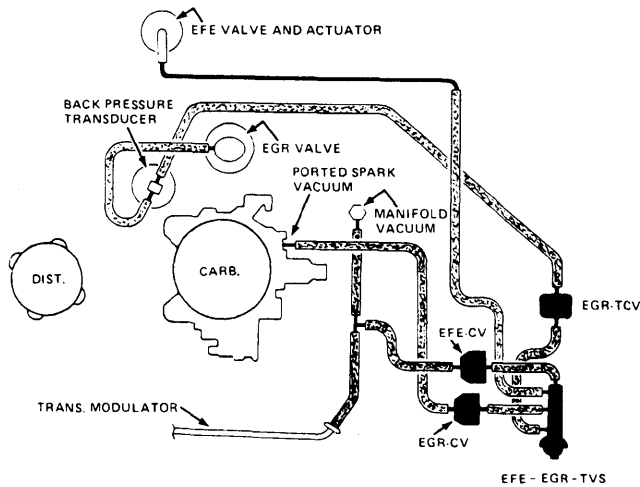 EFE VALVE AND ACTUATOR
BACK PRESSURE
TRANSDUCER
EGR VALVE
PORTED SPARK
VACUUM
MANIFOLD
VACUUM
DIST.
CARB.
EGR-TCV
EFE-CV
TRANS. MODULATOR
EGR-CV
EFE - EGR - TVS